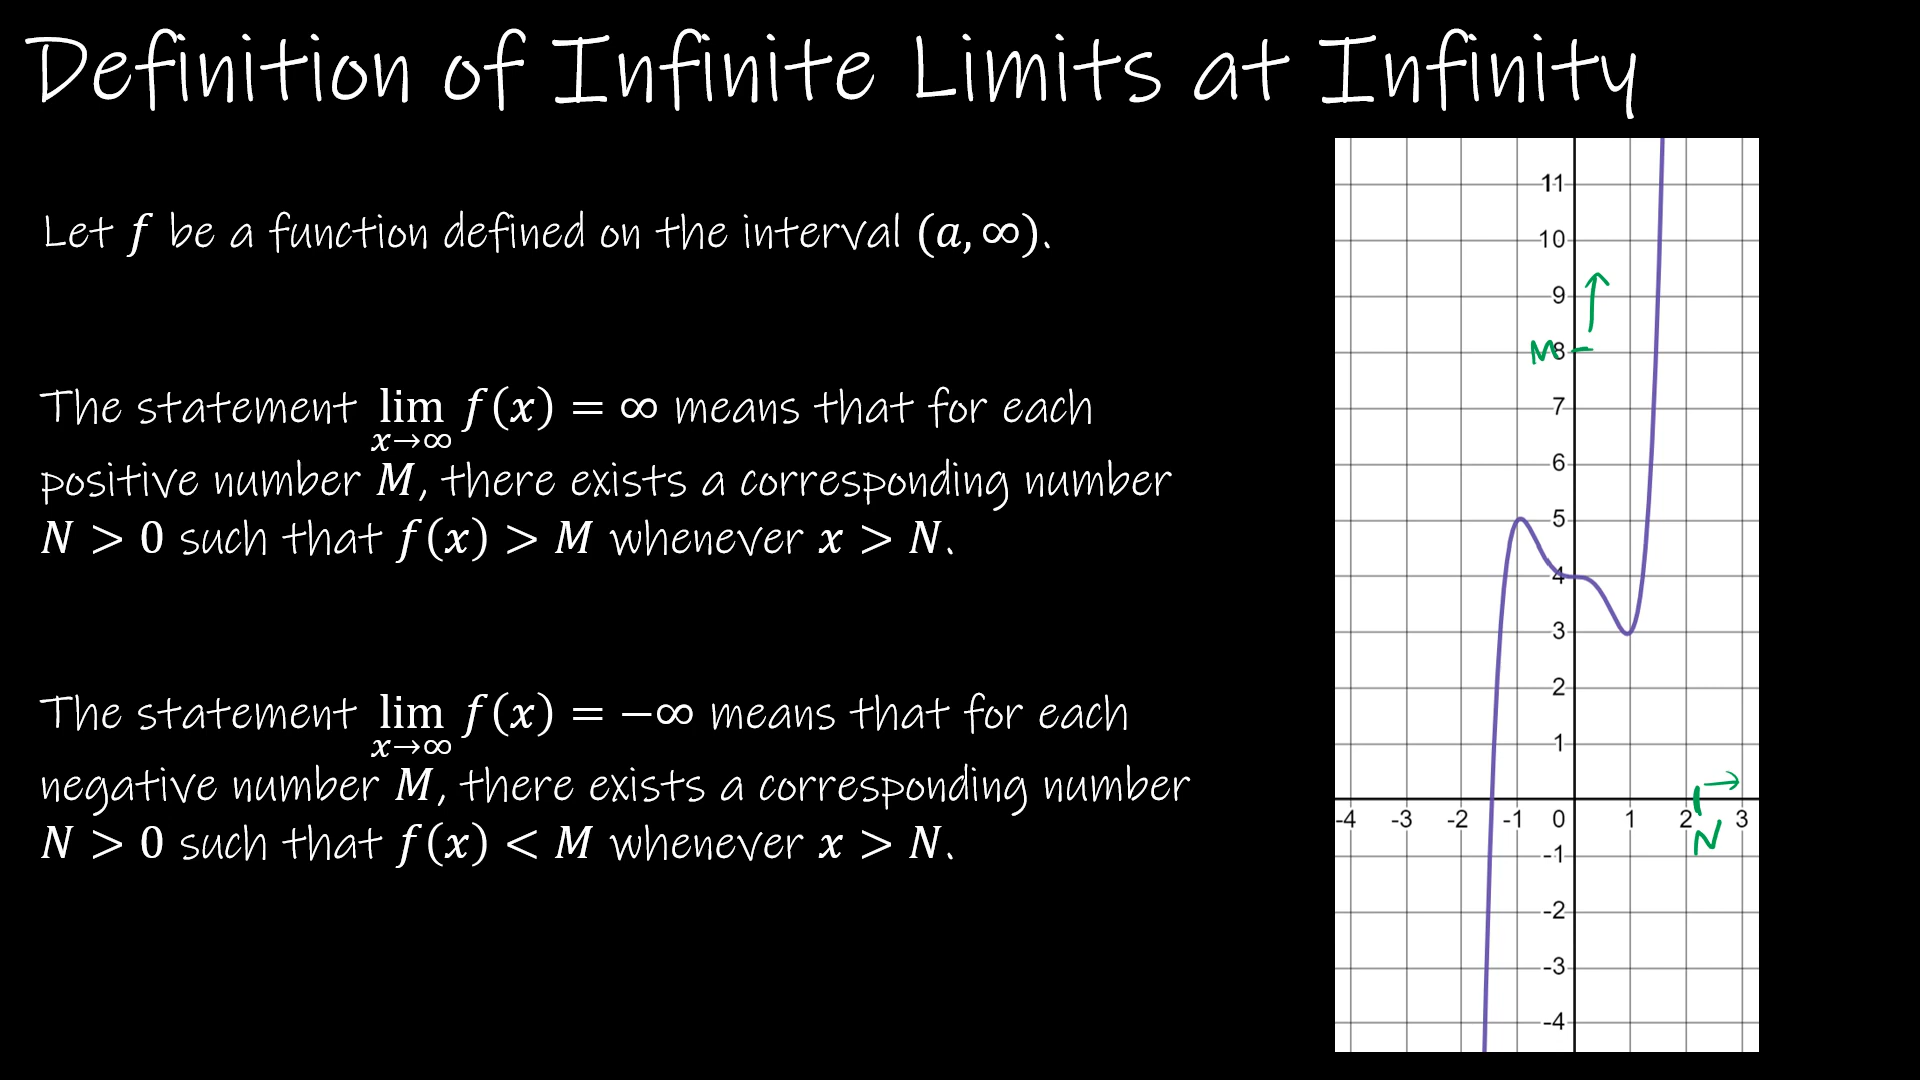 Definition of Infinite Limits at Infinity
Let f be a function defined on the interval (a, ∞).
The statement lim f(x) = ∞ means that for each
x→∞
positive number M, there exists a corresponding number
N > 0 such that f(x) > M whenever x > N.
The statement lim f(x) = −∞ means that for each
x→∞
negative number M, there exists a corresponding number
N > 0 such that f(x) < M whenever x > N.
11
10
9
M 8
7
6
5
4
3
2
1
-4 -3 -2 -1 0 1 2 3
N
-1
-2
-3
-4